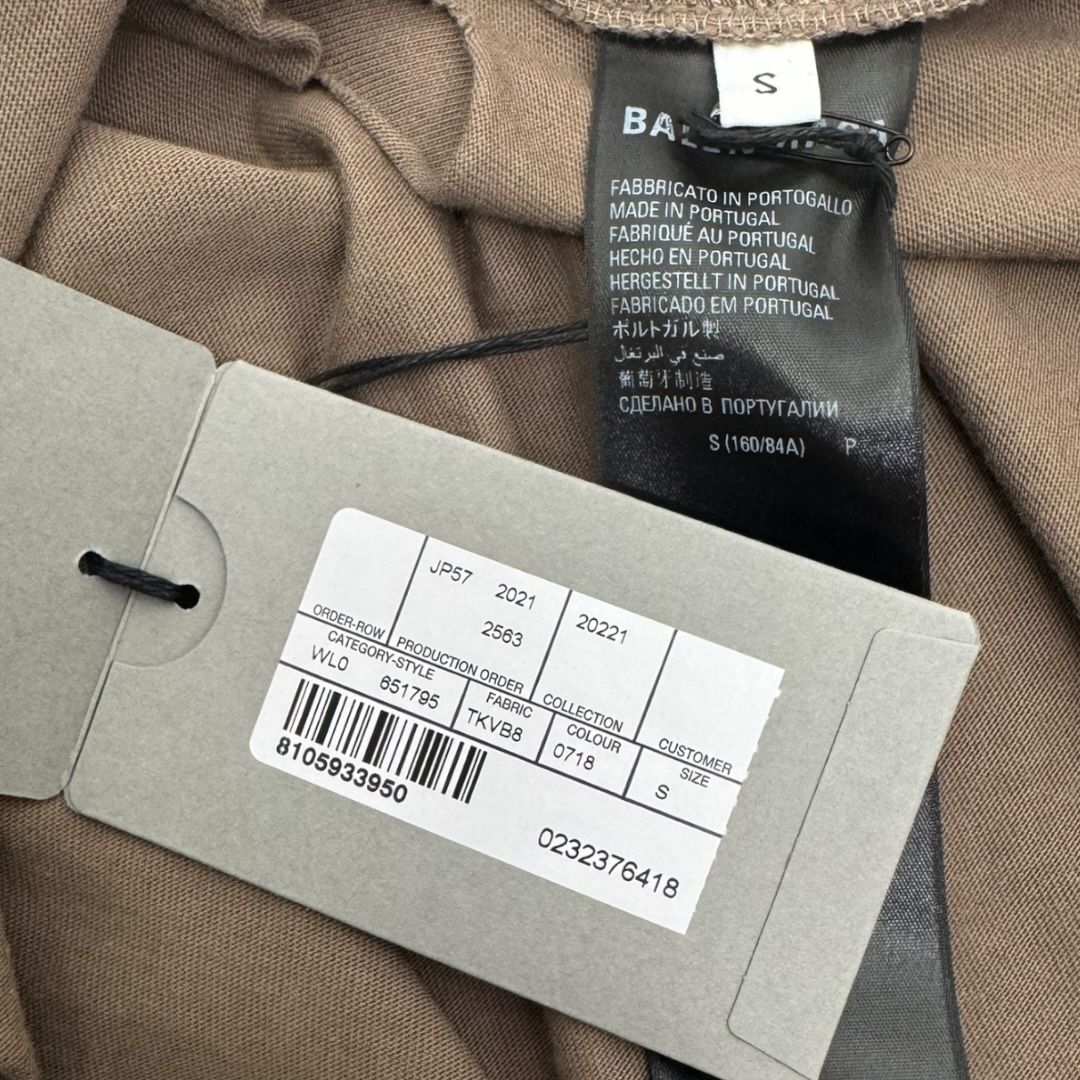 S
FABBRICATO IN PORTOGALLO
MADE IN PORTUGAL
FABRIQUÉ AU PORTUGAL
HECHO EN PORTUGAL
HERGESTELLT IN PORTUGAL
FABRICADO EM PORTUGAL
ポルトガル製
صنع في البرتغال
葡萄牙制造
СДЕЛАНО В ПОРТУГАЛИИ
S (160/84A) P
JP57 2021 20221
2563
ORDER-ROW PRODUCTION ORDER COLLECTION CUSTOMER
CATEGORY-STYLE FABRIC COLOUR SIZE
WL0 651795 TKVB8 0718 S
8105933950
0232376418